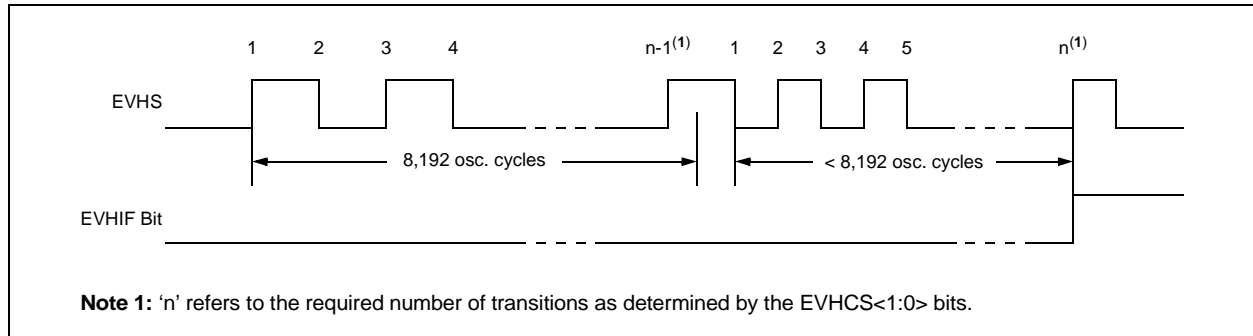 1 2 3 4 n-1(1) 1 2 3 4 5 n(1)
EVHS
8,192 osc. cycles < 8,192 osc. cycles
EVHIF Bit
Note 1: ‘n’ refers to the required number of transitions as determined by the EVHCS<1:0> bits.